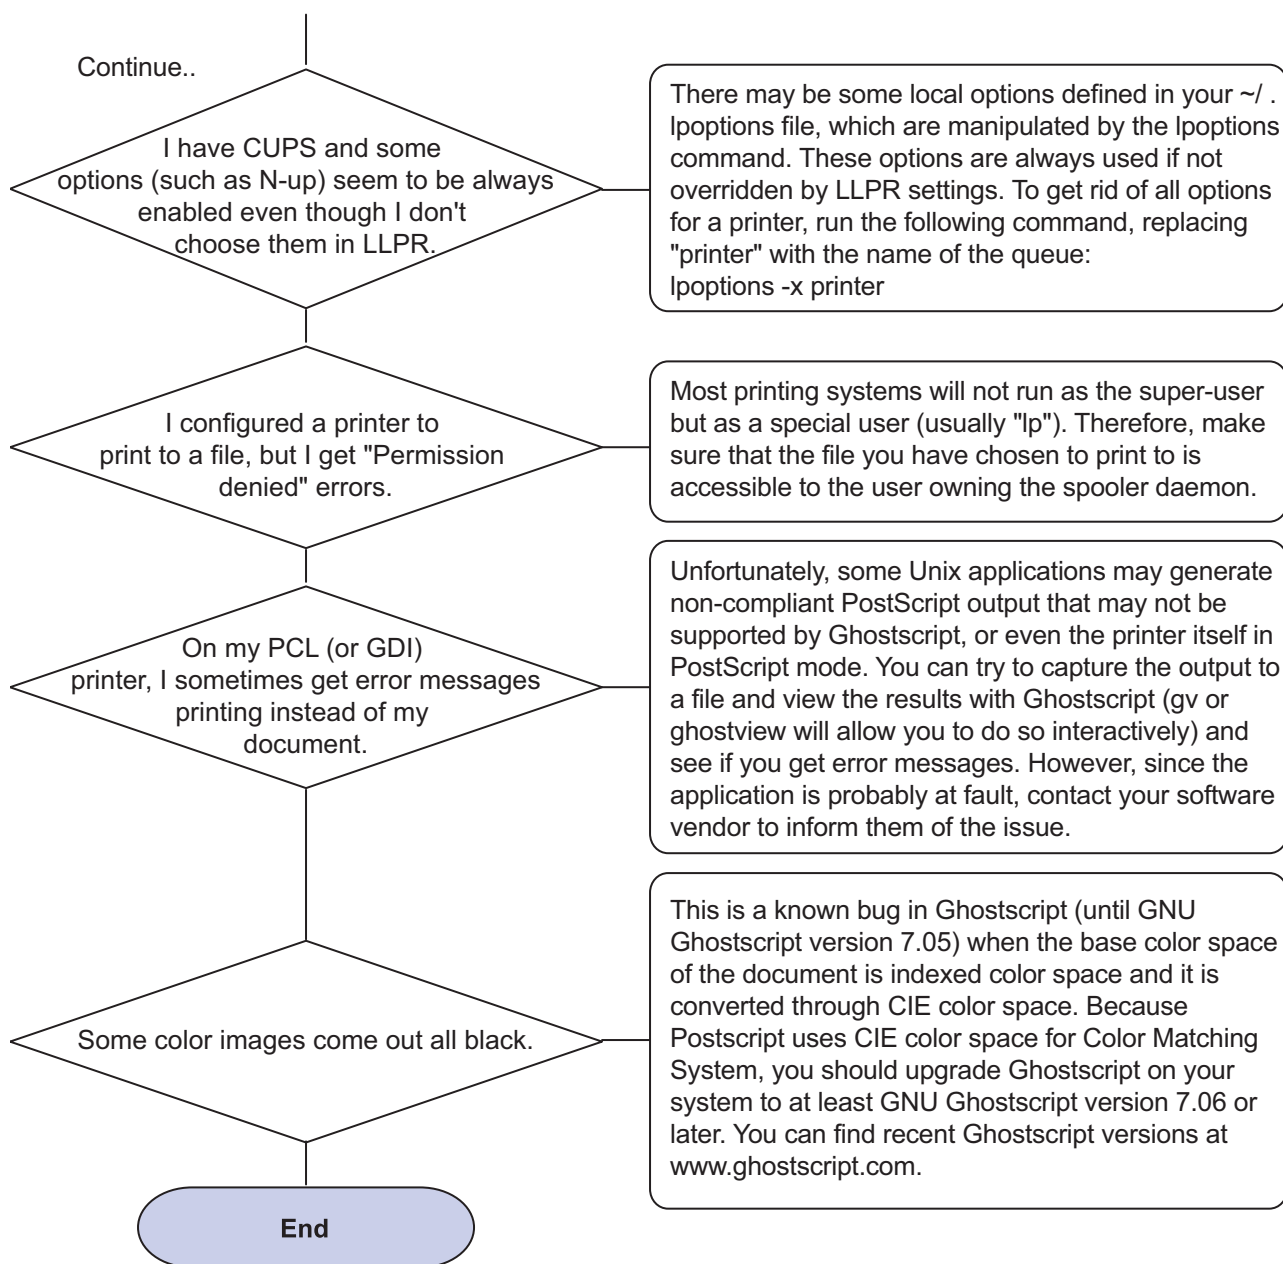 Continue..
I have CUPS and some
options (such as N-up) seem to be always
enabled even though I don't
choose them in LLPR.
There may be some local options defined in your ~/ .
lpoptions file, which are manipulated by the lpoptions
command. These options are always used if not
overridden by LLPR settings. To get rid of all options
for a printer, run the following command, replacing
"printer" with the name of the queue:
lpoptions -x printer
I configured a printer to
print to a file, but I get "Permission
denied" errors.
Most printing systems will not run as the super-user
but as a special user (usually "lp"). Therefore, make
sure that the file you have chosen to print to is
accessible to the user owning the spooler daemon.
On my PCL (or GDI)
printer, I sometimes get error messages
printing instead of my
document.
Unfortunately, some Unix applications may generate
non-compliant PostScript output that may not be
supported by Ghostscript, or even the printer itself in
PostScript mode. You can try to capture the output to
a file and view the results with Ghostscript (gv or
ghostview will allow you to do so interactively) and
see if you get error messages. However, since the
application is probably at fault, contact your software
vendor to inform them of the issue.
Some color images come out all black.
This is a known bug in Ghostscript (until GNU
Ghostscript version 7.05) when the base color space
of the document is indexed color space and it is
converted through CIE color space. Because
Postscript uses CIE color space for Color Matching
System, you should upgrade Ghostscript on your
system to at least GNU Ghostscript version 7.06 or
later. You can find recent Ghostscript versions at
www.ghostscript.com.
End